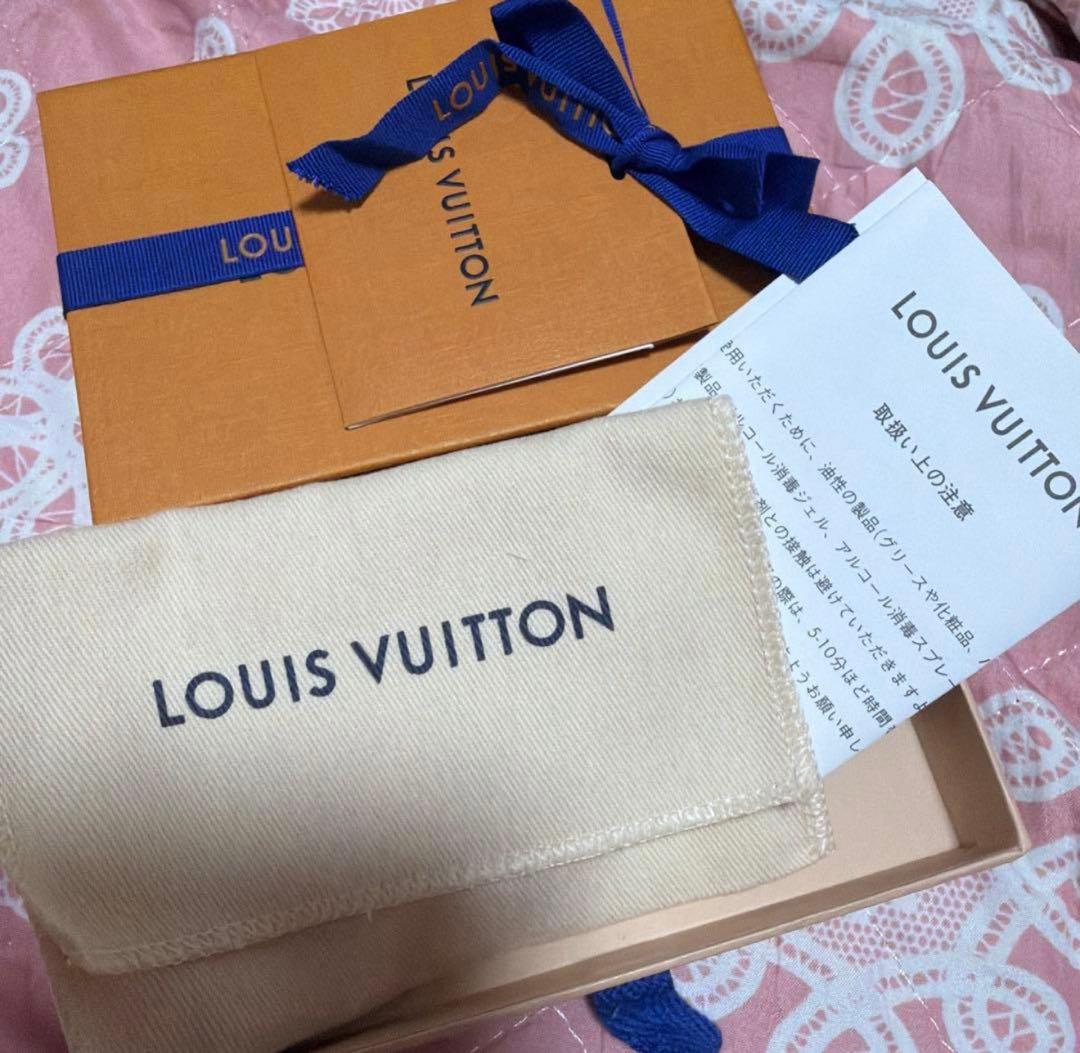 LOUIS VUITTON
LOU
LOUIS VUITTON
LOUIS VUITTON
取扱い上の注意
用いただくために、油性の製品(グリースや化粧品、
製品、アルコール消毒ジェル、アルコール消毒スプレー
剤との接触は避けていただきますよ
の際は、5-10分ほど時間
ようお願い申し
LOUIS VUITTON